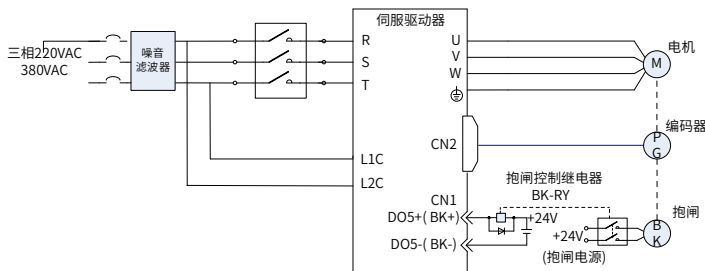 伺服驱动器
三相220VAC
380VAC
噪音
滤波器
R
S
T
L1C
L2C
U
V
W
CN2
CN1
DO5+( BK+)
DO5-( BK-)
电机
M
编码器
P
G
抱闸控制继电器
BK-RY
+24V
+24V
(抱闸电源)
抱闸
B
K